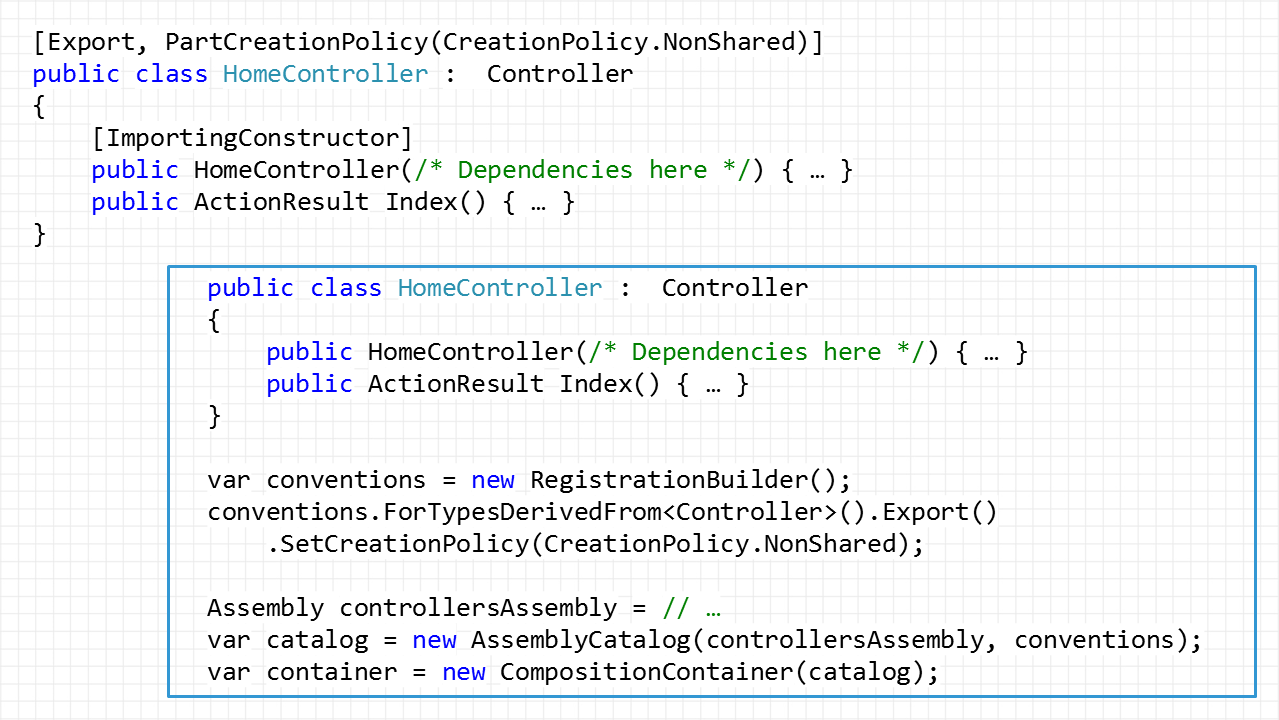 [Export, PartCreationPolicy(CreationPolicy.NonShared)]
public class HomeController :  Controller
{
    [ImportingConstructor]
    public HomeController(/* Dependencies here */) { … }
    public ActionResult Index() { … }
}
public class HomeController :  Controller
{
    public HomeController(/* Dependencies here */) { … }
    public ActionResult Index() { … }
}
var conventions = new RegistrationBuilder();
conventions.ForTypesDerivedFrom<Controller>().Export()
    .SetCreationPolicy(CreationPolicy.NonShared);
Assembly controllersAssembly = // …
var catalog = new AssemblyCatalog(controllersAssembly, conventions);
var container = new CompositionContainer(catalog);